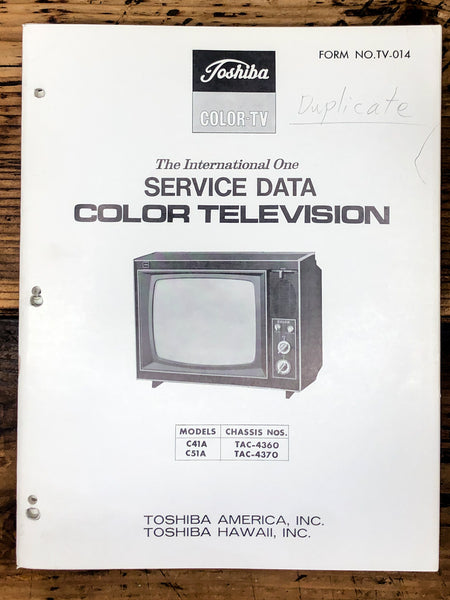 FORM NO.TV-014
Toshiba
COLOR-TV
Duplicate
The International One
SERVICE DATA
COLOR TELEVISION
MODELS CHASSIS NOS.
C41A TAC-4360
C51A TAC-4370
TOSHIBA AMERICA, INC.
TOSHIBA HAWAII, INC.